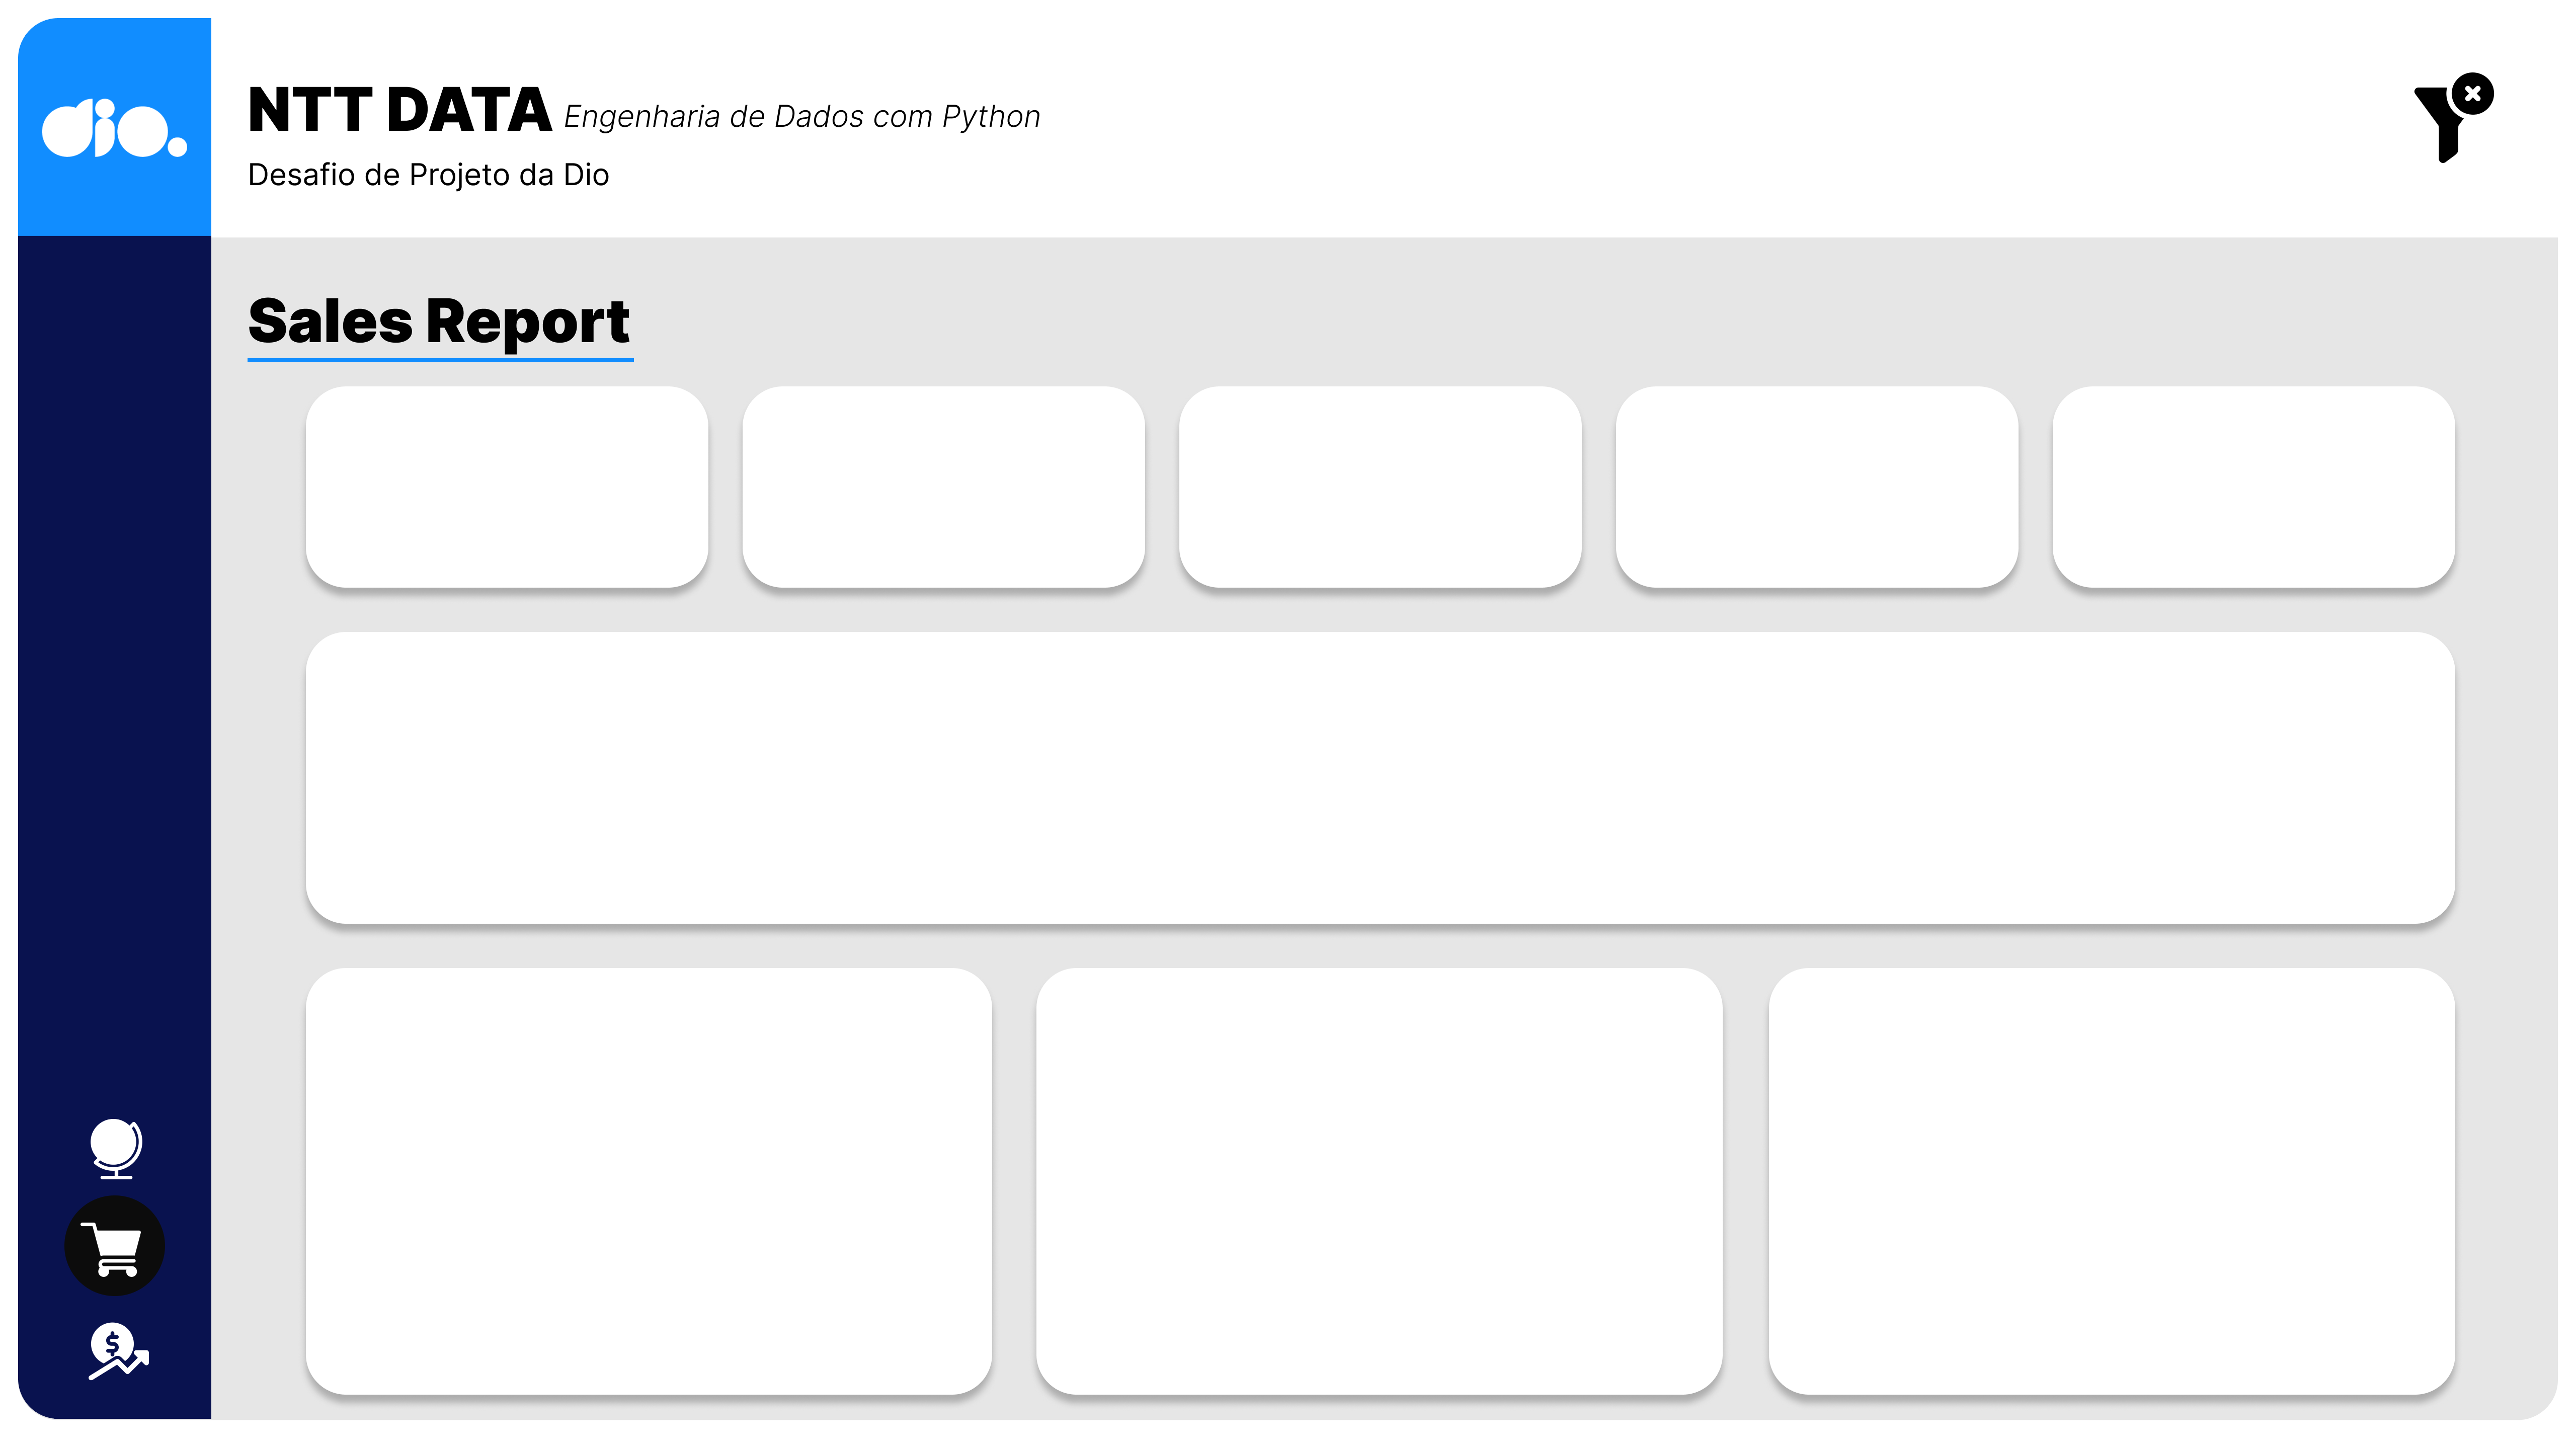 dio.
NTT DATA Engenharia de Dados com Python
Desafio de Projeto da Dio
Sales Report
$